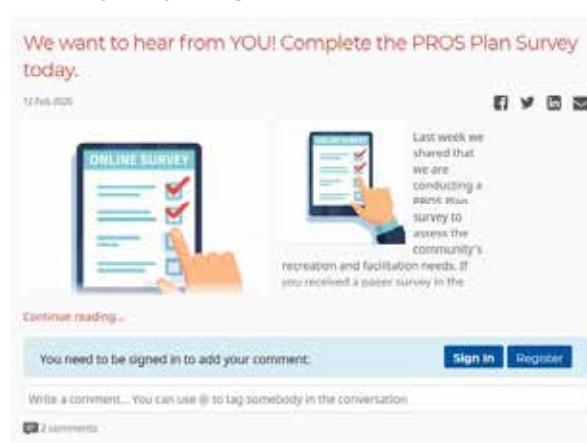 We want to hear from YOU! Complete the PROS Plan Survey
today.
12 Feb 2020
ONLINE SURVEY
ONLINE SURVEY
Last week we
shared that
we are
conducting a
PROS Plan
survey to
assess the
community's
recreation and facilitation needs. If
you received a paper survey in the
Continue reading...
You need to be signed in to add your comment.
Sign In
Register
Write a comment... You can use @ to tag somebody in the conversation
2 comments